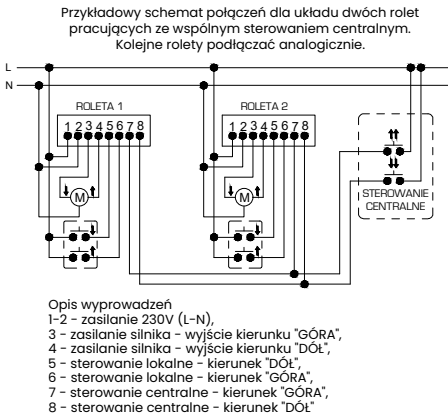 Przykładowy schemat połączeń dla układu dwóch rolet
pracujących ze wspólnym sterowaniem centralnym.
Kolejne rolety podłączać analogicznie.
L
N
ROLETA 1
ROLETA 2
1 2 3 4 5 6 7 8
1 2 3 4 5 6 7 8
M
M
STEROWANIE
CENTRALNE
Opis wyprowadzeń
1-2 - zasilanie 230V (L-N),
3 - zasilanie silnika - wyjście kierunku "GÓRA",
4 - zasilanie silnika - wyjście kierunku "DÓŁ",
5 - sterowanie lokalne - kierunek "DÓŁ",
6 - sterowanie lokalne - kierunek "GÓRA",
7 - sterowanie centralne - kierunek "GÓRA",
8 - sterowanie centralne - kierunek "DÓŁ"